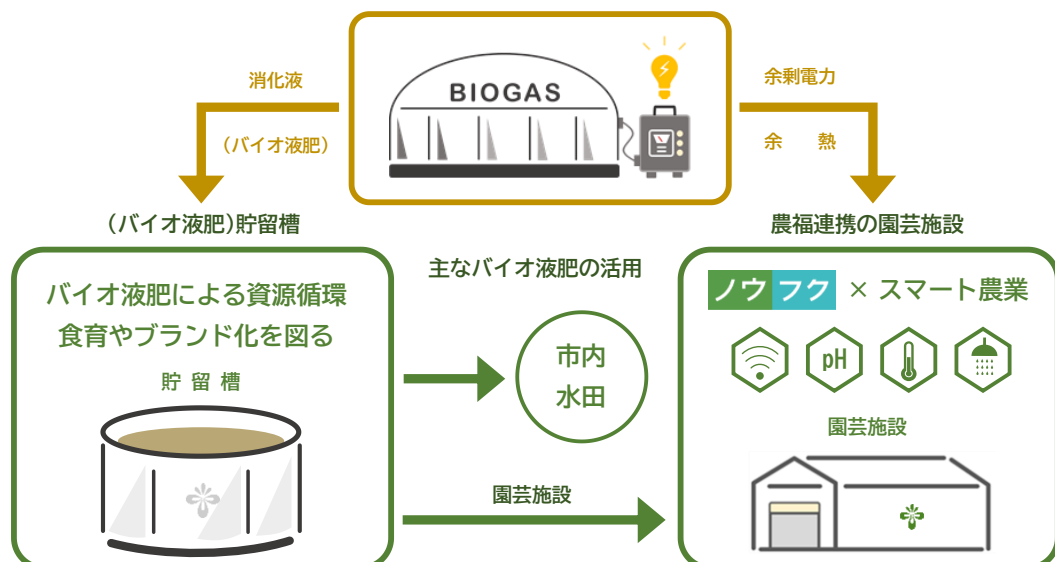 消化液
(バイオ液肥)
BIOGAS
余剰電力
余　熱
(バイオ液肥)貯留槽
農福連携の園芸施設
バイオ液肥による資源循環
食育やブランド化を図る
貯 留 槽
主なバイオ液肥の活用
市内
水田
園芸施設
ノウフク × スマート農業
pH
園芸施設